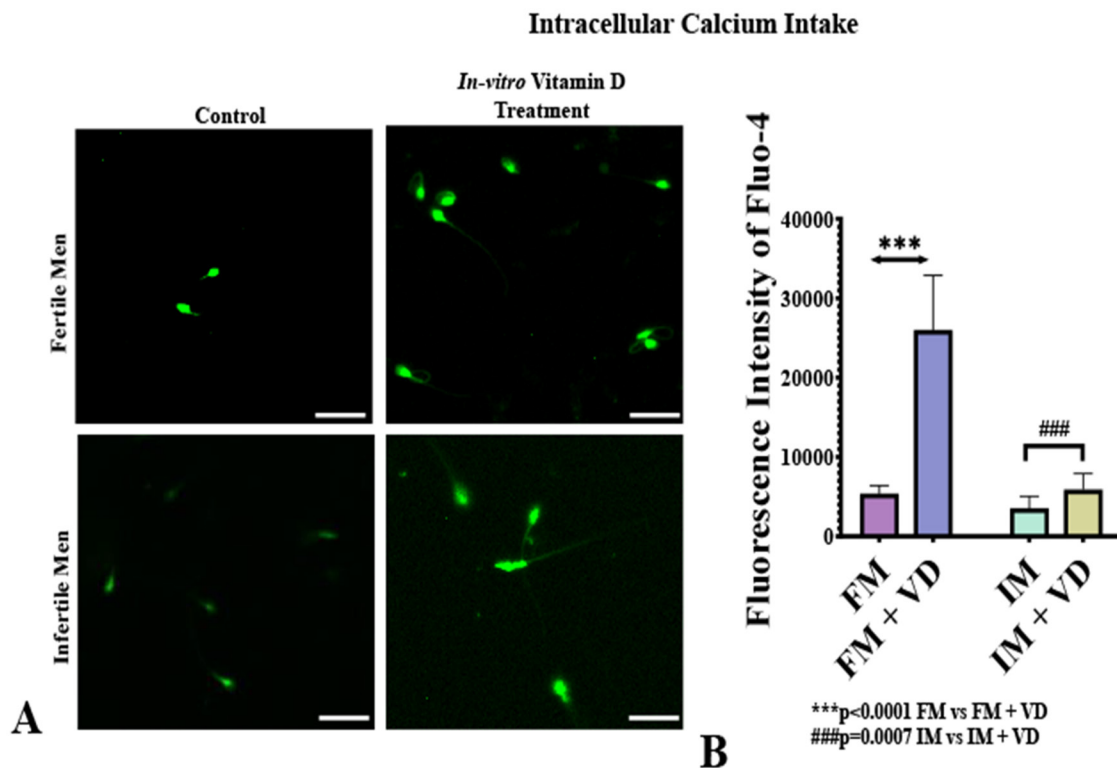 Intracellular Calcium Intake
Control
In-vitro Vitamin D
Treatment
Fertile Men
Infertile Men
A
Fluorescence Intensity of Fluo-4
40000
30000
20000
10000
0
***
###
FM
FM + VD
IM
IM + VD
***p<0.0001 FM vs FM + VD
###p=0.0007 IM vs IM + VD
B